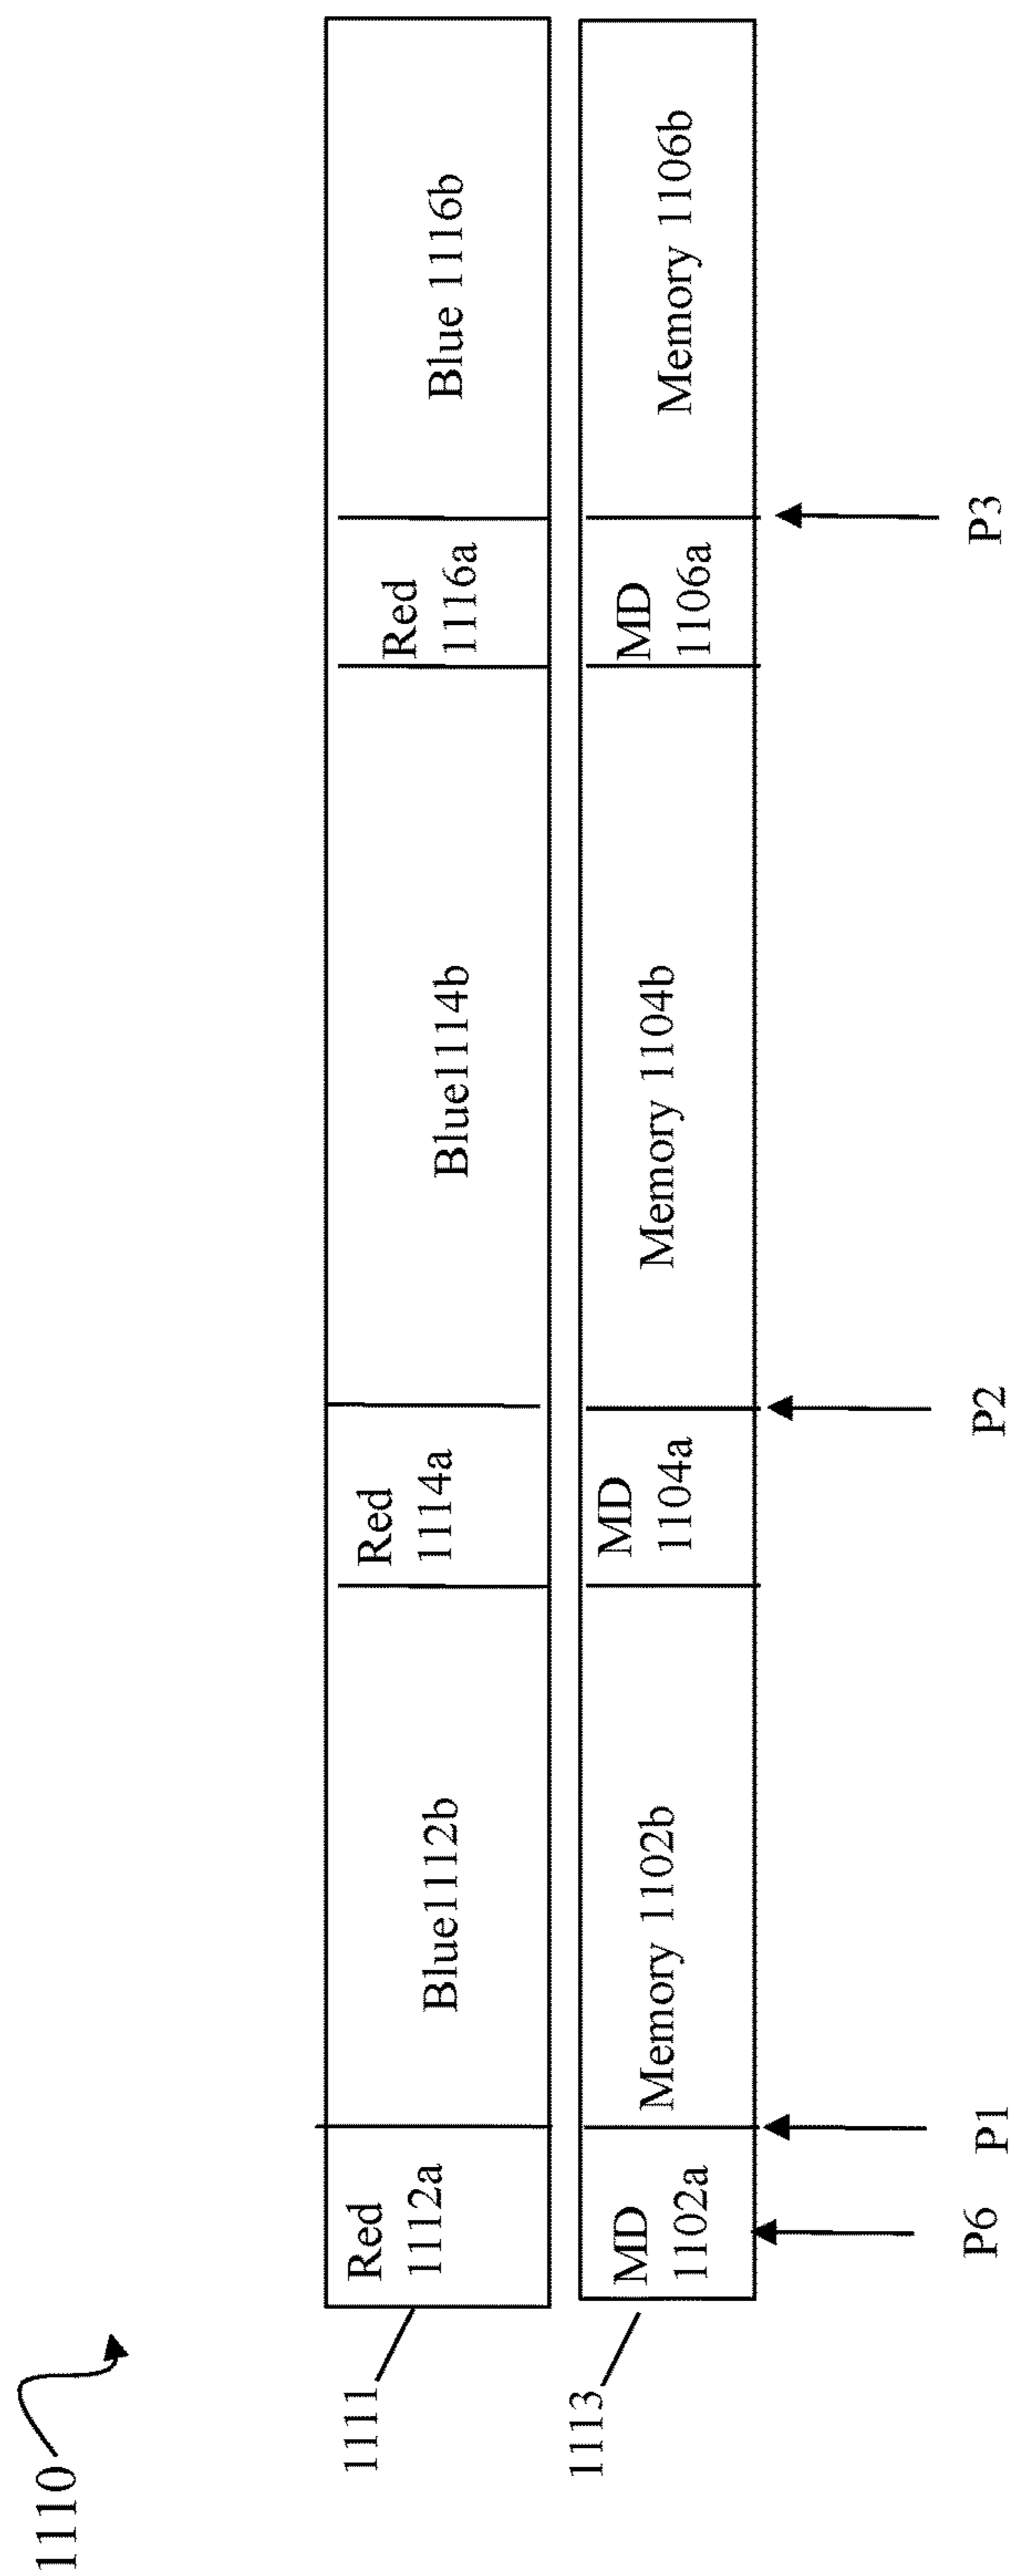 1110
1111
Red
1112a
Blue1112b
Red
1114a
Blue1114b
Red
1116a
Blue 1116b
1113
MD
1102a
Memory 1102b
MD
1104a
Memory 1104b
MD
1106a
Memory 1106b
P6
P1
P2
P3